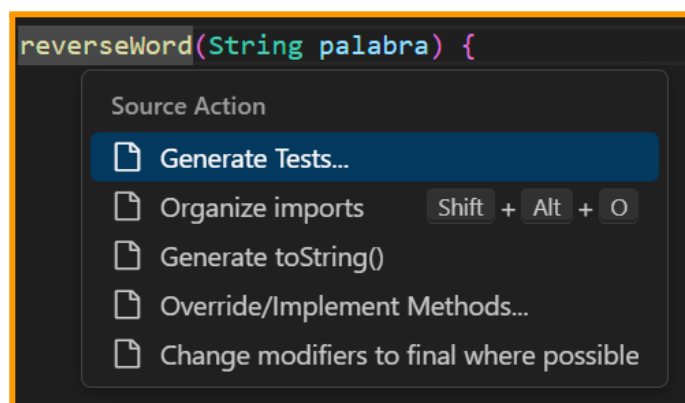 reverseWord(String palabra) {
Source Action
Generate Tests...
Organize imports Shift + Alt + O
Generate toString()
Override/Implement Methods...
Change modifiers to final where possible